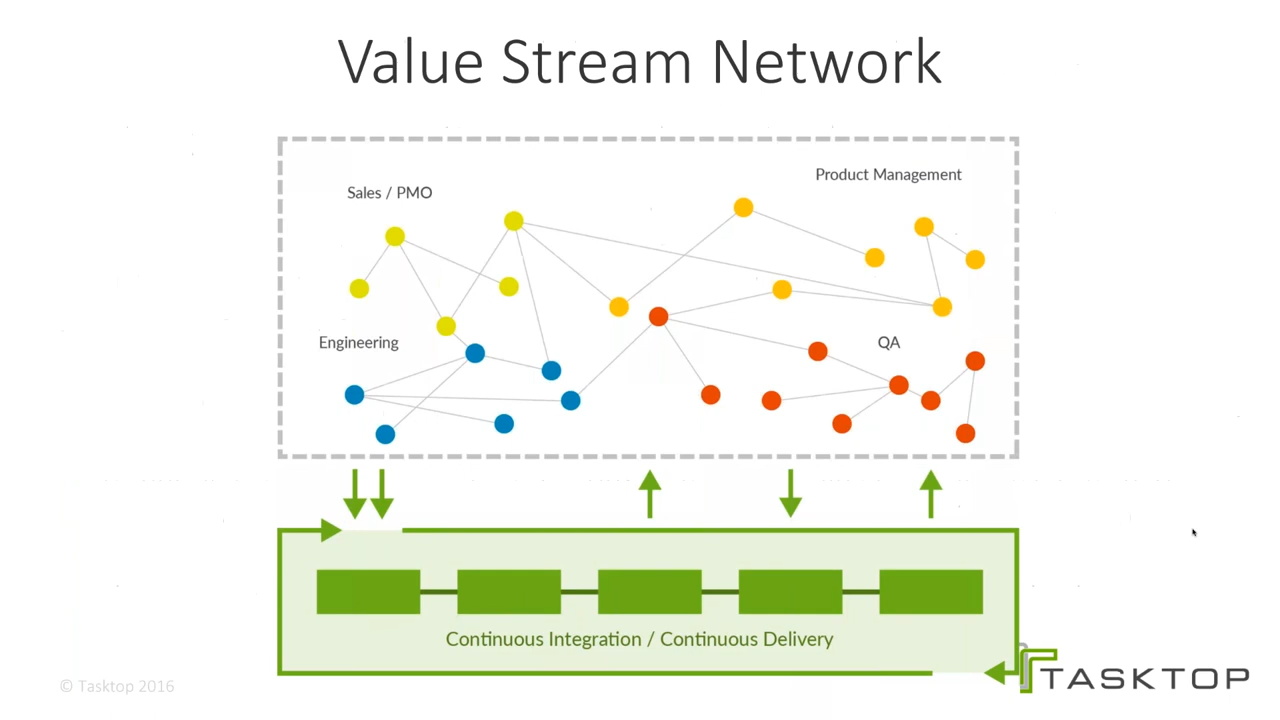 Value Stream Network
Product Management
Sales / PMO
Engineering
QA
Continuous Integration / Continuous Delivery
© Tasktop 2016
TASKTOP